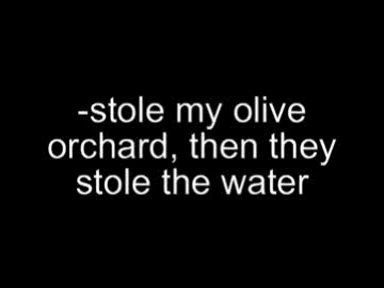 -stole my olive
orchard, then they
stole the water